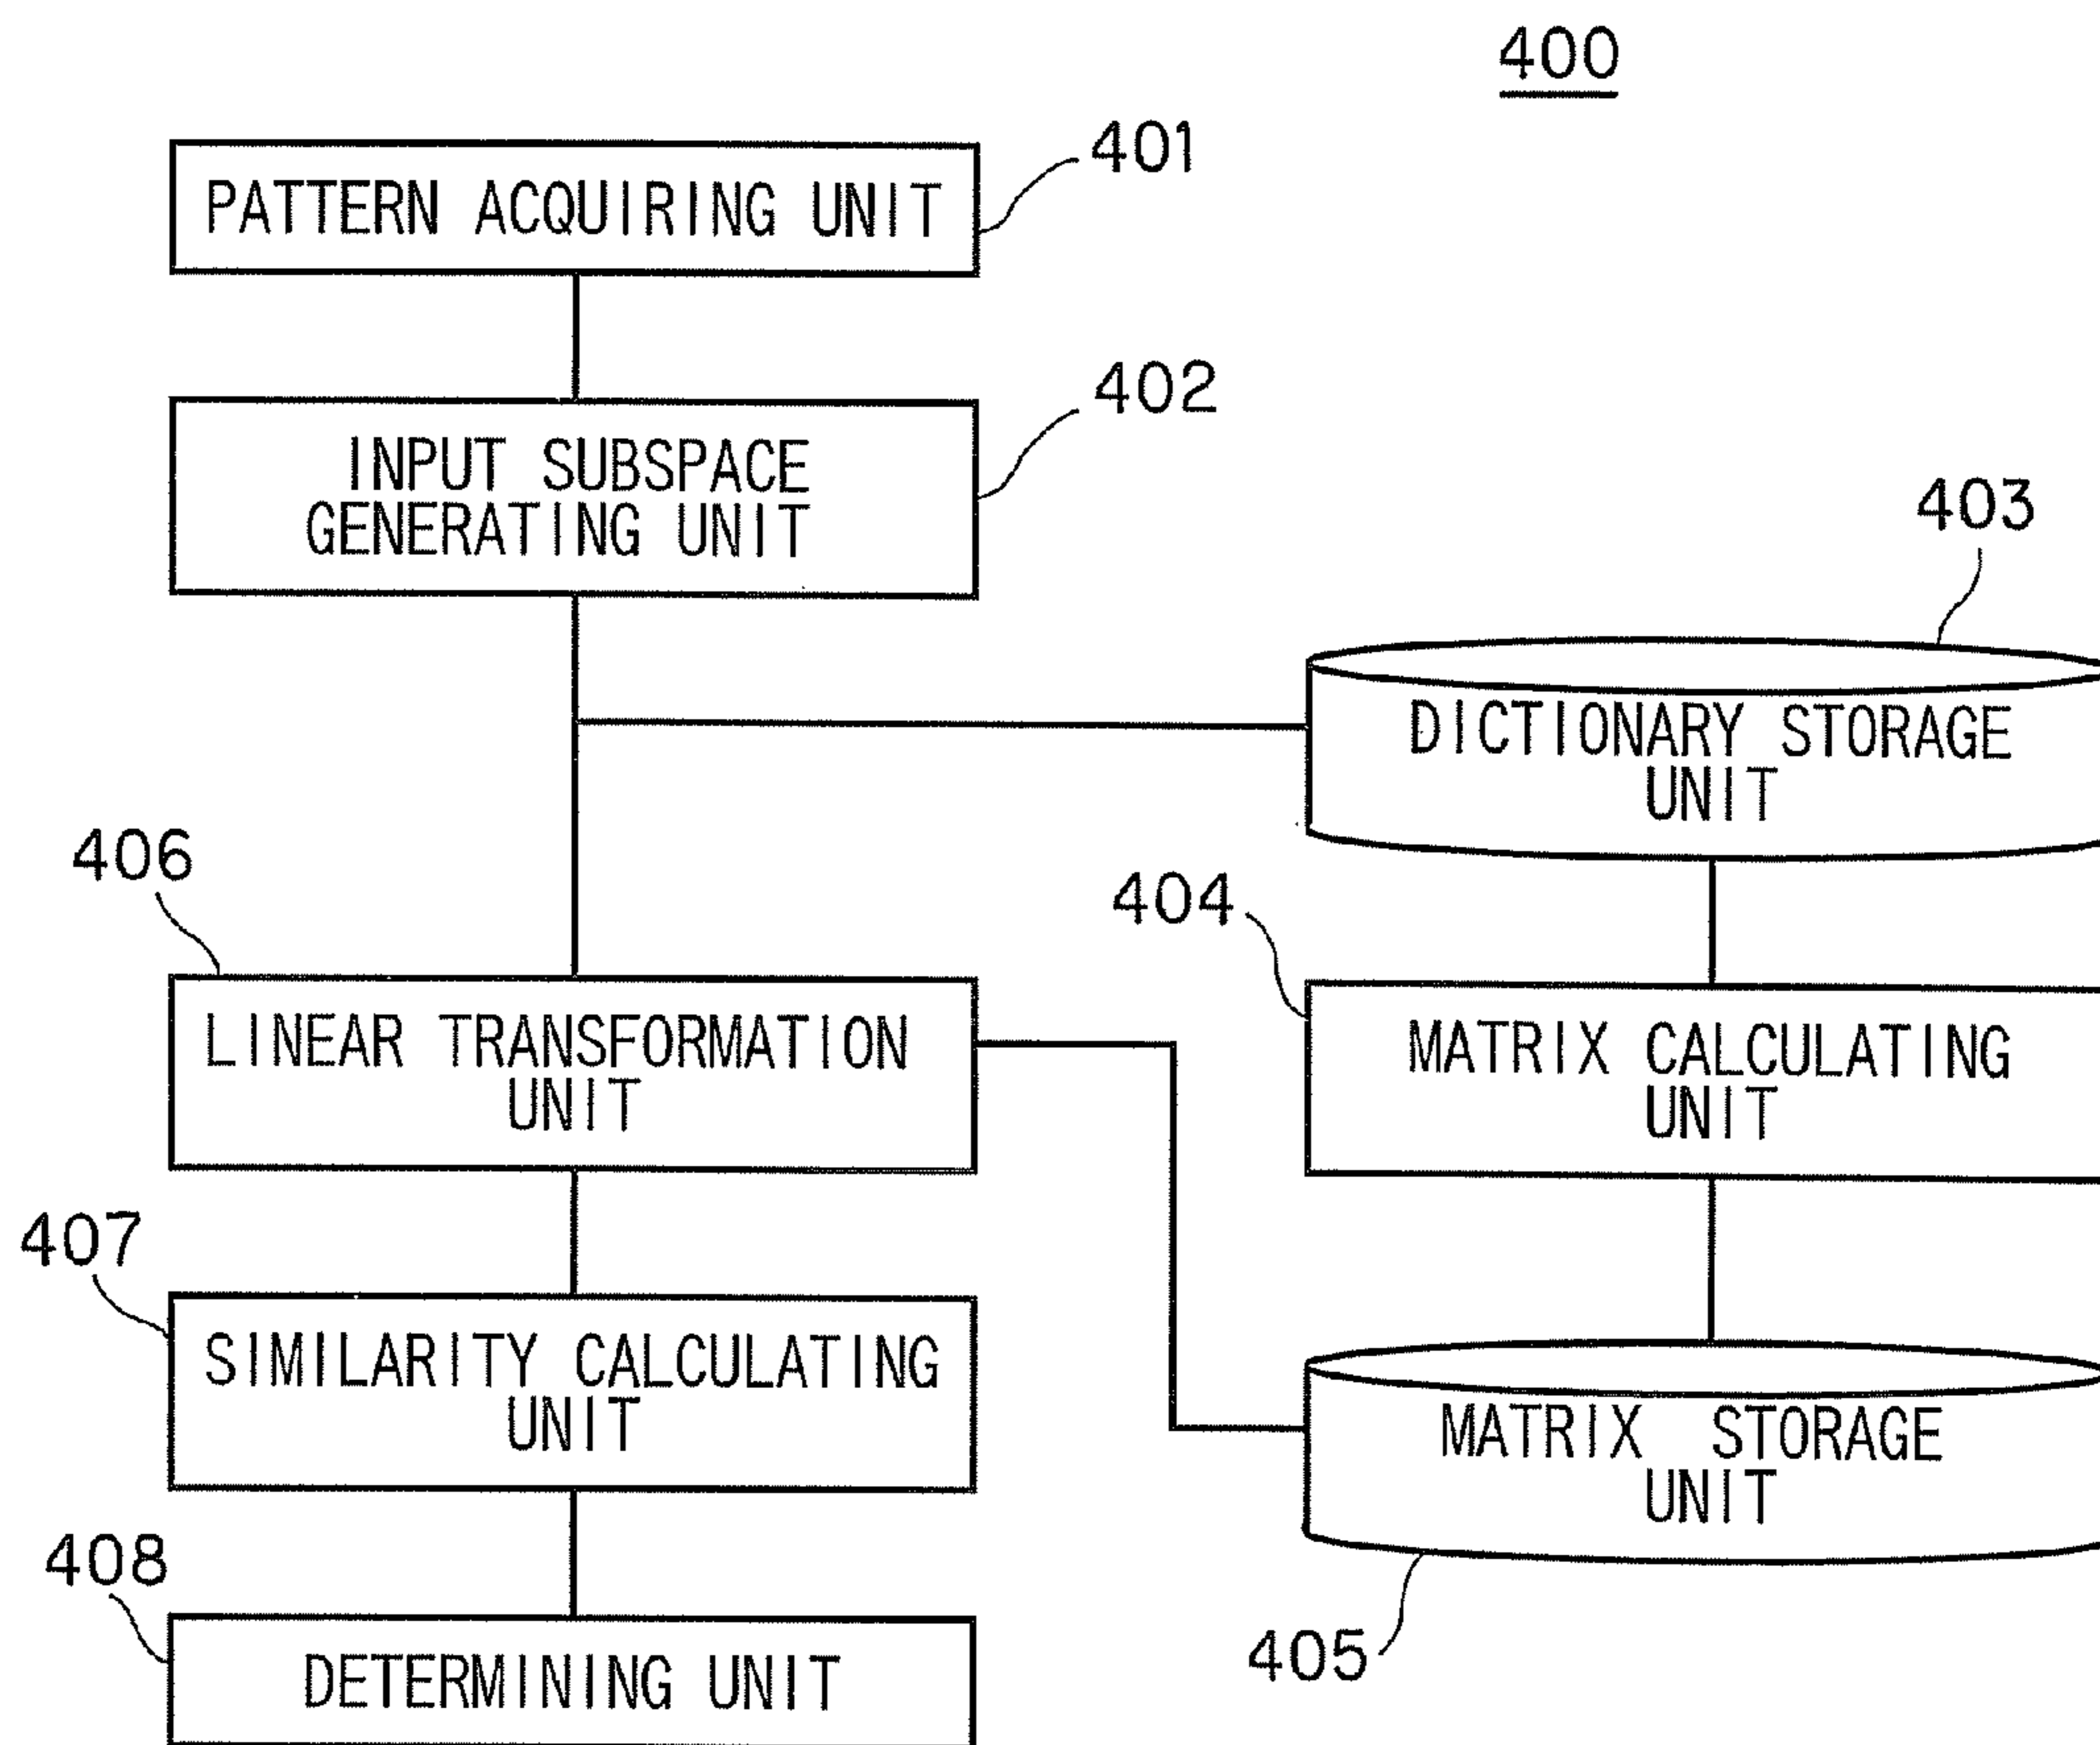 400
401
PATTERN ACQUIRING UNIT
402
INPUT SUBSPACE
GENERATING UNIT
403
DICTIONARY STORAGE
UNIT
406
404
LINEAR TRANSFORMATION
UNIT
MATRIX CALCULATING
UNIT
407
SIMILARITY CALCULATING
UNIT
MATRIX STORAGE
UNIT
408
405
DETERMINING UNIT